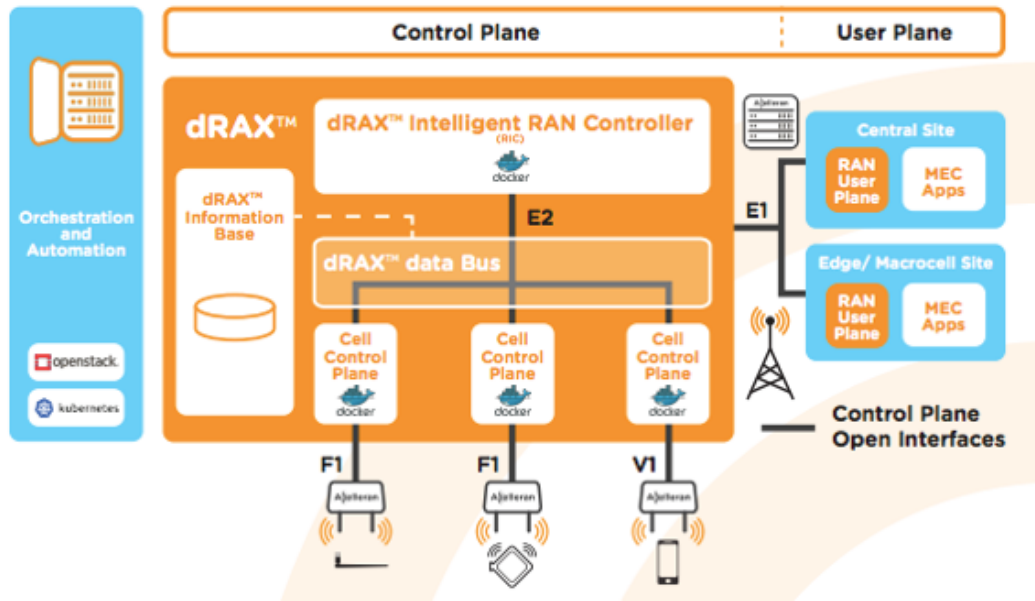 Control Plane
User Plane
Orchestration
and
Automation
openstack.
kubernetes
dRAX™
dRAX™ Intelligent RAN Controller
(RIC)
docker
dRAX™
Information
Base
E2
dRAX™ data Bus
Cell
Control
Plane
docker
Cell
Control
Plane
docker
Cell
Control
Plane
docker
F1
F1
V1
Accelleran
Accelleran
Accelleran
Accelleran
E1
Central Site
RAN
User
Plane
MEC
Apps
Edge/ Macrocell Site
RAN
User
Plane
MEC
Apps
Control Plane
Open Interfaces